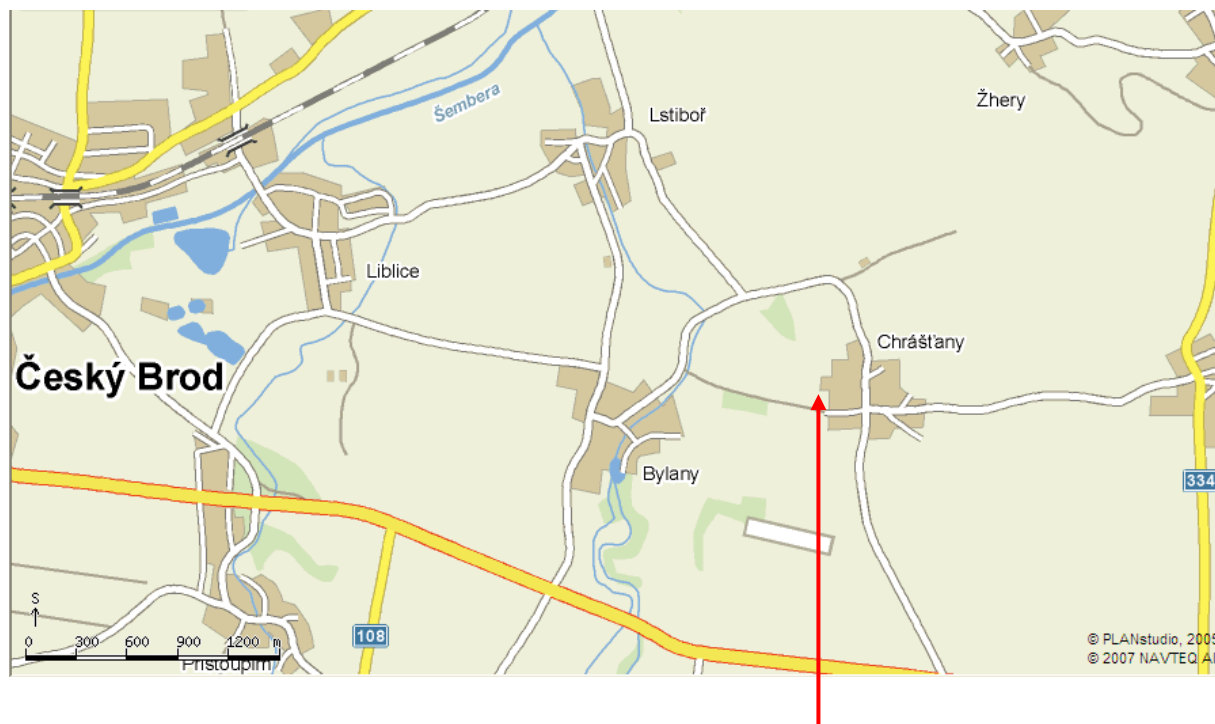 Šembera
Lstiboř
Žhery
Liblice
Chrášťany
Český Brod
Bylany
334
S
0 300 600 900 1200 m
108
Přistoupim
© PLANstudio, 2005
© 2007 NAVTEQ Al